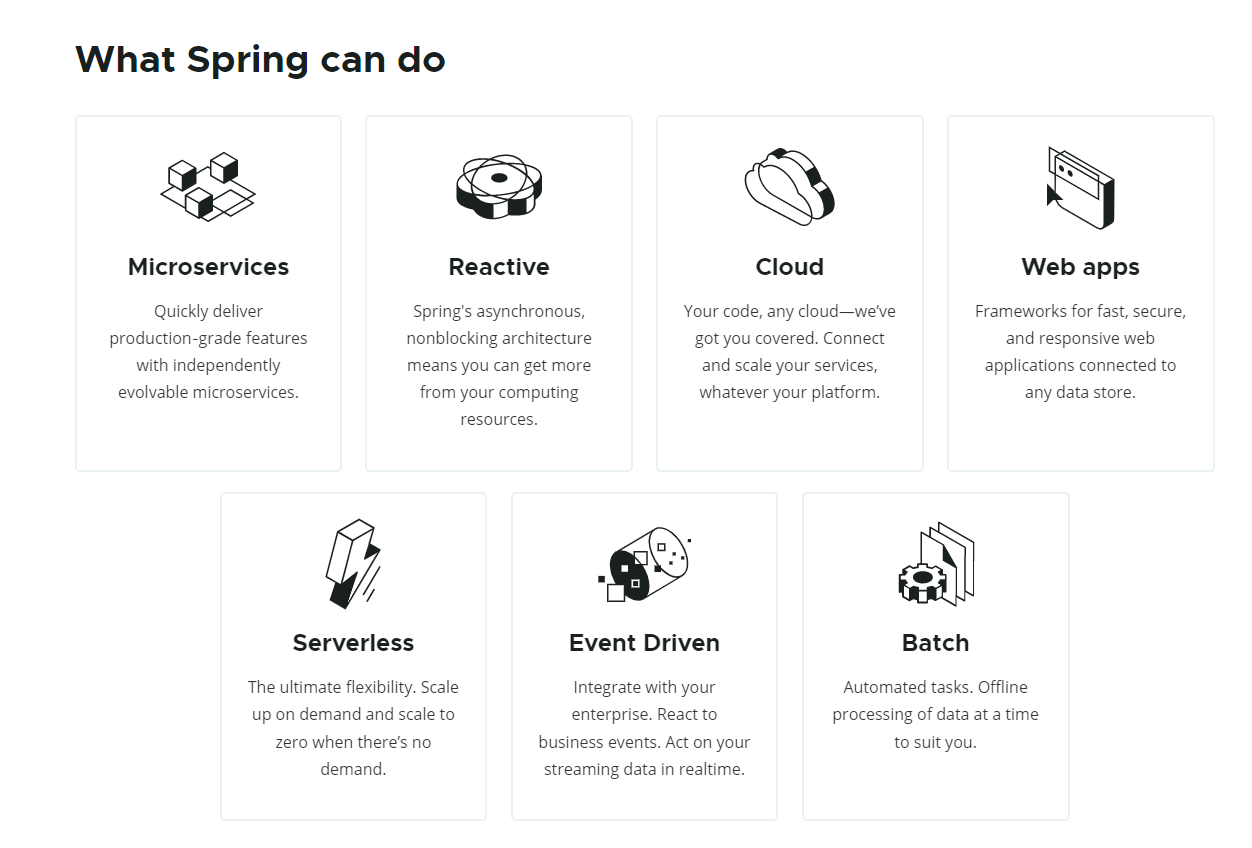 What Spring can do
Microservices
Quickly deliver
production-grade features
with independently
evolvable microservices.
Reactive
Spring's asynchronous,
nonblocking architecture
means you can get more
from your computing
resources.
Cloud
Your code, any cloud—we’ve
got you covered. Connect
and scale your services,
whatever your platform.
Web apps
Frameworks for fast, secure,
and responsive web
applications connected to
any data store.
Serverless
The ultimate flexibility. Scale
up on demand and scale to
zero when there’s no
demand.
Event Driven
Integrate with your
enterprise. React to
business events. Act on your
streaming data in realtime.
Batch
Automated tasks. Offline
processing of data at a time
to suit you.